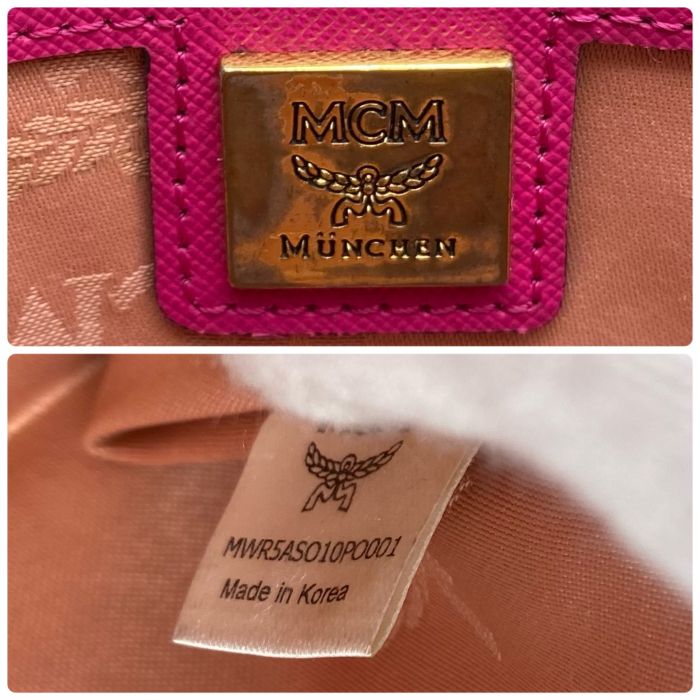 MCM
MÜNCHEN
MWR5ASO10PO001
Made in Korea